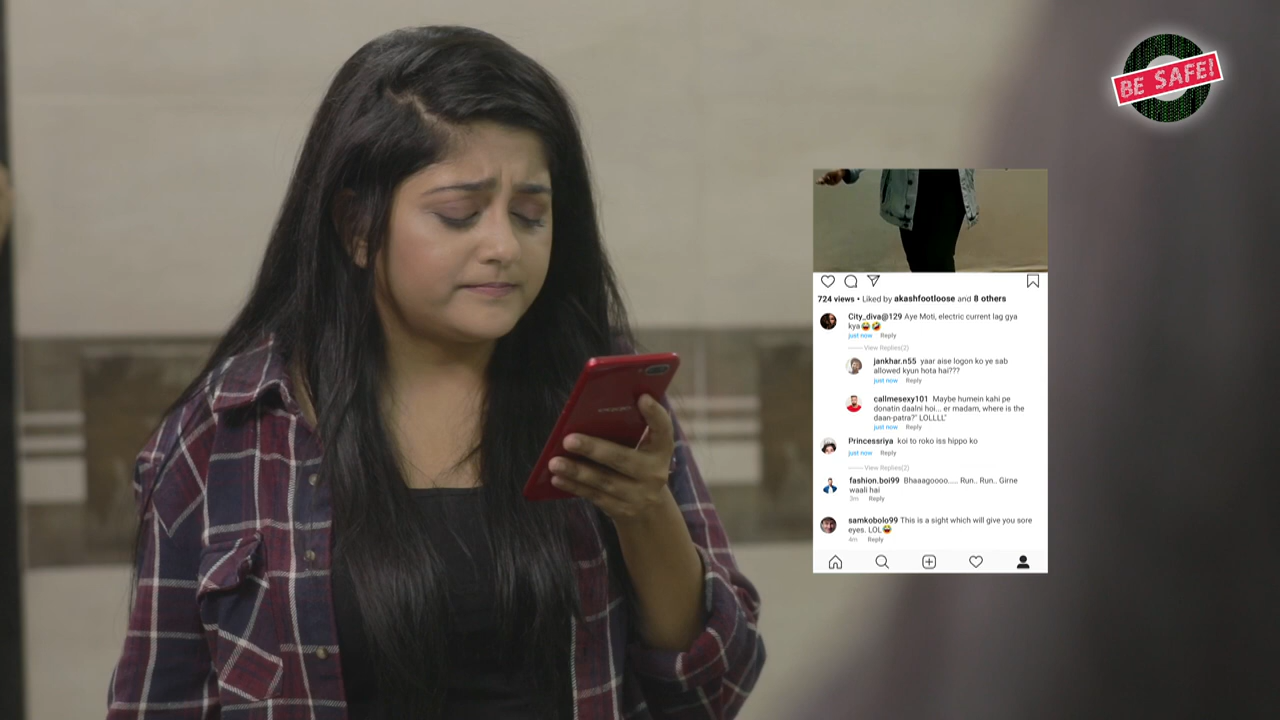 BE SAFE!
724 views • Liked by akashfootloose and 8 others
City_diva@129 Aye Moti, electric current lag gya
kya😂🤣
just now Reply
View Replies(2)
jankhar.n55 yaar aise logon ko ye sab
allowed kyun hota hai???
just now Reply
callmesexy101 Maybe humein kahi pe
donatin daalni hoi... er madam, where is the
daan-patra?" LOLLLL"
just now Reply
Princessriya koi to roko iss hippo ko
just now Reply
View Replies(2)
fashion.boi99 Bhaaagoooo..... Run.. Run.. Girne
waali hai
3m Reply
samkobolo99 This is a sight which will give you sore
eyes. LOL😂
4m Reply